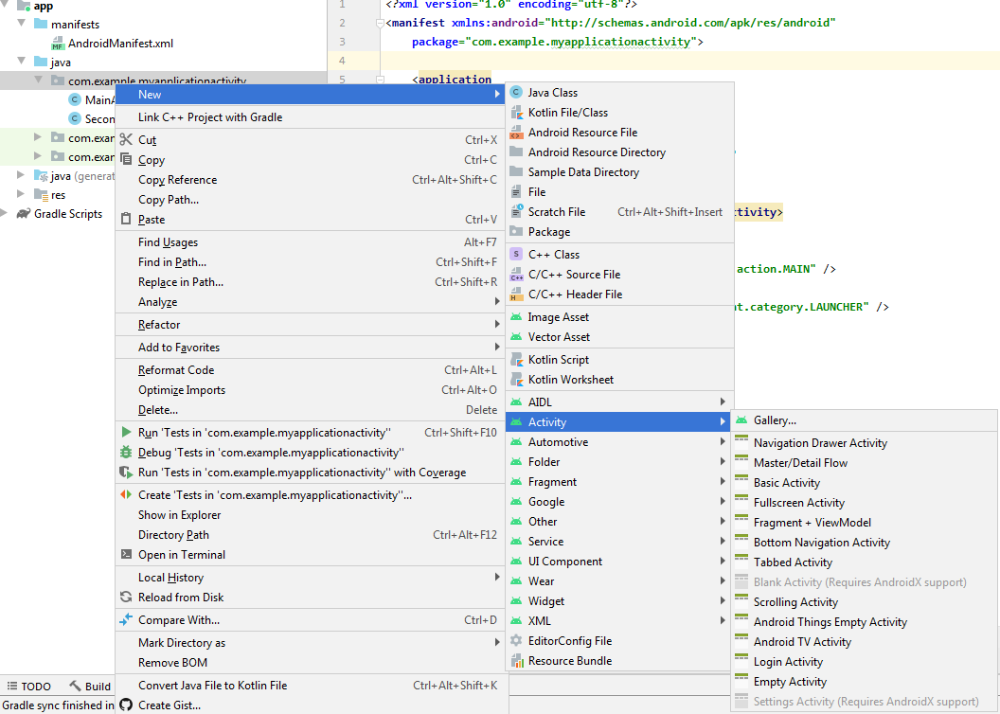 app
manifests
AndroidManifest.xml
java
com.example.myapplicationactivity
MainA
Secon
com.exan
com.exan
java (generat
res
Gradle Scripts
1 <?xml version="1.0" encoding="utf-8"?>
2 <manifest xmlns:android="http://schemas.android.com/apk/res/android"
3 package="com.example.myapplicationactivity">
4
5 <application
tivity>
action.MAIN" />
nt.category.LAUNCHER" />
New
Link C++ Project with Gradle
Cut Ctrl+X
Copy Ctrl+C
Copy Reference Ctrl+Alt+Shift+C
Copy Path...
Paste Ctrl+V
Find Usages Alt+F7
Find in Path... Ctrl+Shift+F
Replace in Path... Ctrl+Shift+R
Analyze
Refactor
Add to Favorites
Reformat Code Ctrl+Alt+L
Optimize Imports Ctrl+Alt+O
Delete... Delete
Run 'Tests in 'com.example.myapplicationactivity'' Ctrl+Shift+F10
Debug 'Tests in 'com.example.myapplicationactivity''
Run 'Tests in 'com.example.myapplicationactivity'' with Coverage
Create 'Tests in 'com.example.myapplicationactivity''...
Show in Explorer
Directory Path Ctrl+Alt+F12
Open in Terminal
Local History
Reload from Disk
Compare With... Ctrl+D
Mark Directory as
Remove BOM
Convert Java File to Kotlin File Ctrl+Alt+Shift+K
Create Gist...
Java Class
Kotlin File/Class
Android Resource File
Android Resource Directory
Sample Data Directory
File
Scratch File Ctrl+Alt+Shift+Insert
Package
C++ Class
C/C++ Source File
C/C++ Header File
Image Asset
Vector Asset
Kotlin Script
Kotlin Worksheet
AIDL
Activity
Automotive
Folder
Fragment
Google
Other
Service
UI Component
Wear
Widget
XML
EditorConfig File
Resource Bundle
Gallery...
Navigation Drawer Activity
Master/Detail Flow
Basic Activity
Fullscreen Activity
Fragment + ViewModel
Bottom Navigation Activity
Tabbed Activity
Blank Activity (Requires AndroidX support)
Scrolling Activity
Android Things Empty Activity
Android TV Activity
Login Activity
Empty Activity
Settings Activity (Requires AndroidX support)
TODO Build
Gradle sync finished in